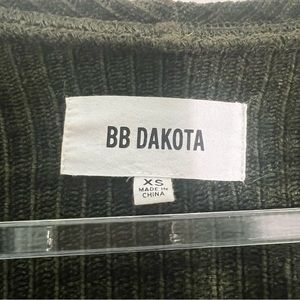 BB DAKOTA
XS
MADE IN
CHINA